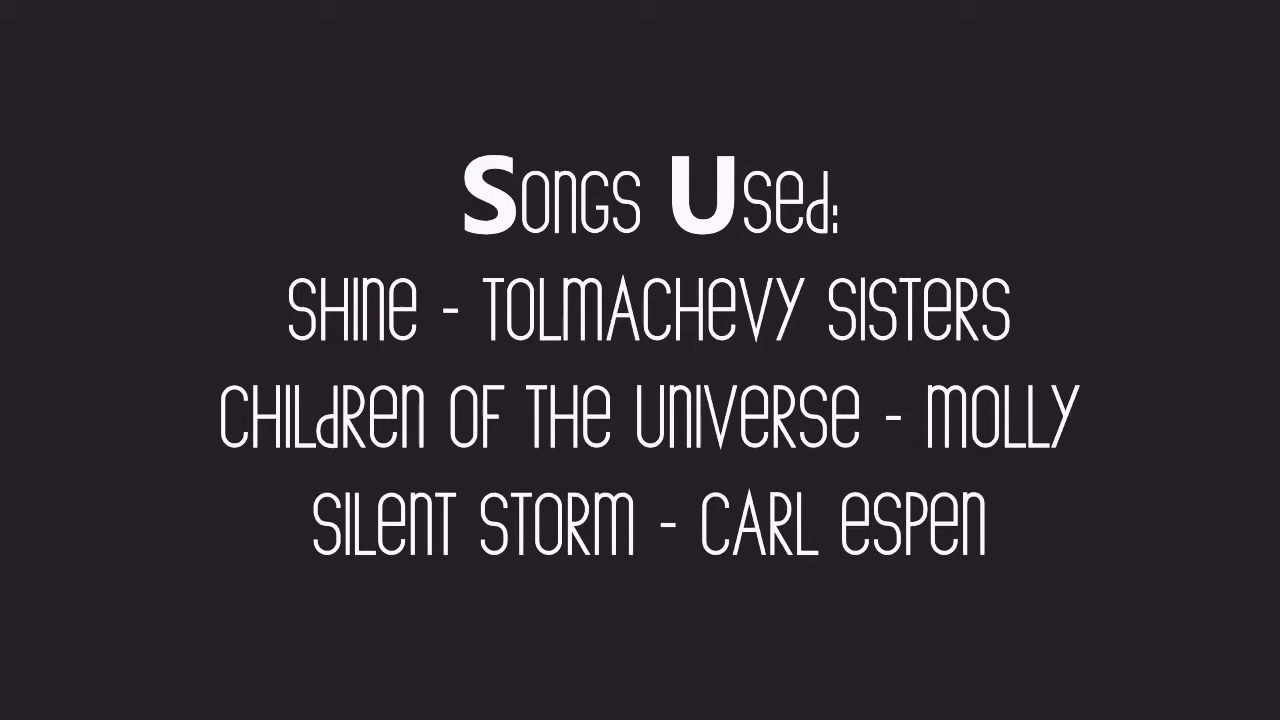 Songs Used:
SHINE - TOLMACHEVY SISTERS
CHILDREN OF THE UNIVERSE - MOLLY
SILENT STORM - CARL ESPEN